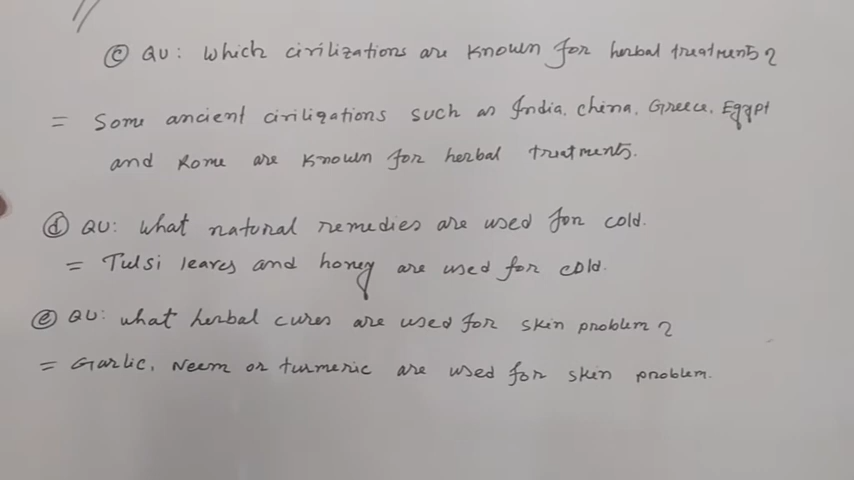 ⓒ QU: Which civilizations are known for herbal treatments?
= Some ancient civilizations such as India, China, Greece, Egypt
and Rome are known for herbal treatments.
ⓓ QU: What natural remedies are used for cold.
= Tulsi leaves and honey are used for cold.
ⓔ QU: What herbal cures are used for skin problem?
= Garlic, Neem or turmeric are used for skin problem.